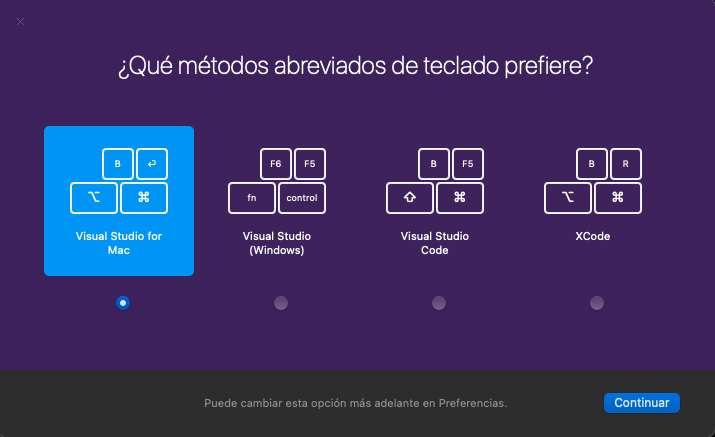 ¿Qué métodos abreviados de teclado prefiere?
B ⏎
⌥ ⌘
Visual Studio for
Mac
F6 F5
fn control
Visual Studio
(Windows)
B F5
⇧ ⌘
Visual Studio
Code
B R
⌥ ⌘
XCode
Puede cambiar esta opción más adelante en Preferencias.
Continuar